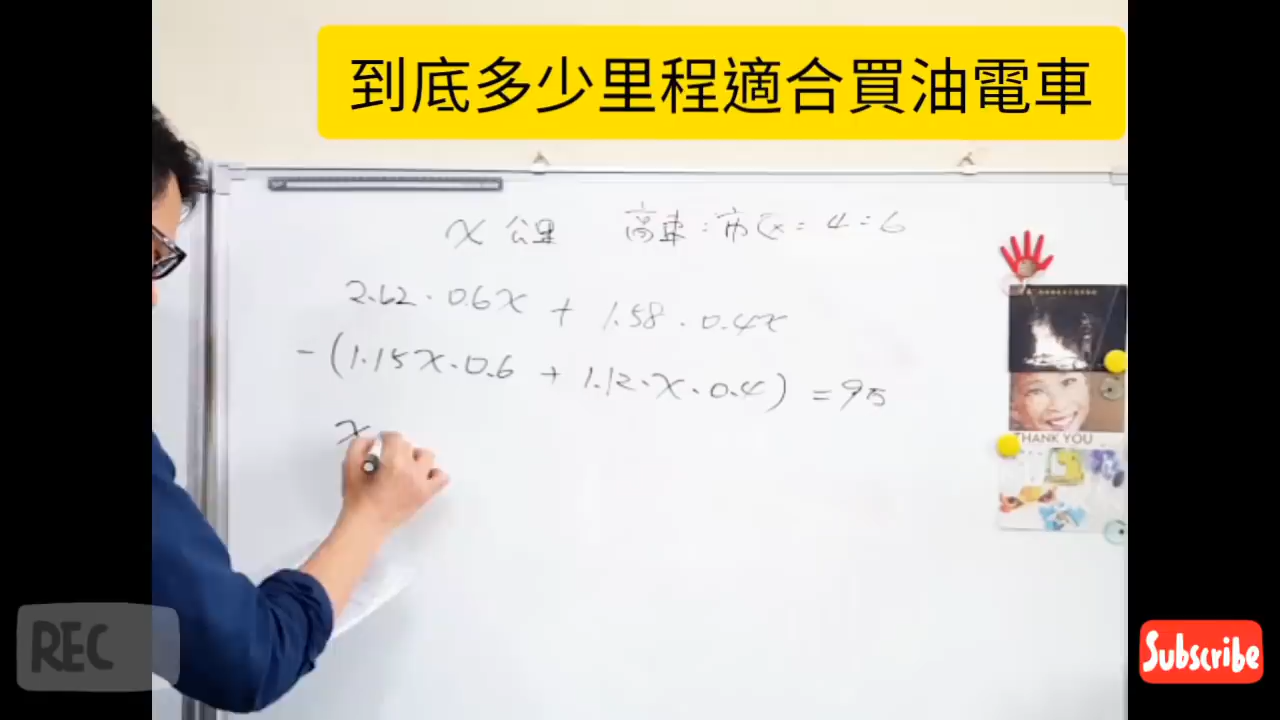 到底多少里程適合買油電車
x 公里 高速:市区 = 4:6
2.62 · 0.6x + 1.58 · 0.4x
-(1.15x · 0.6 + 1.12 · x · 0.4) = 95
x
THANK YOU
REC
Subscribe